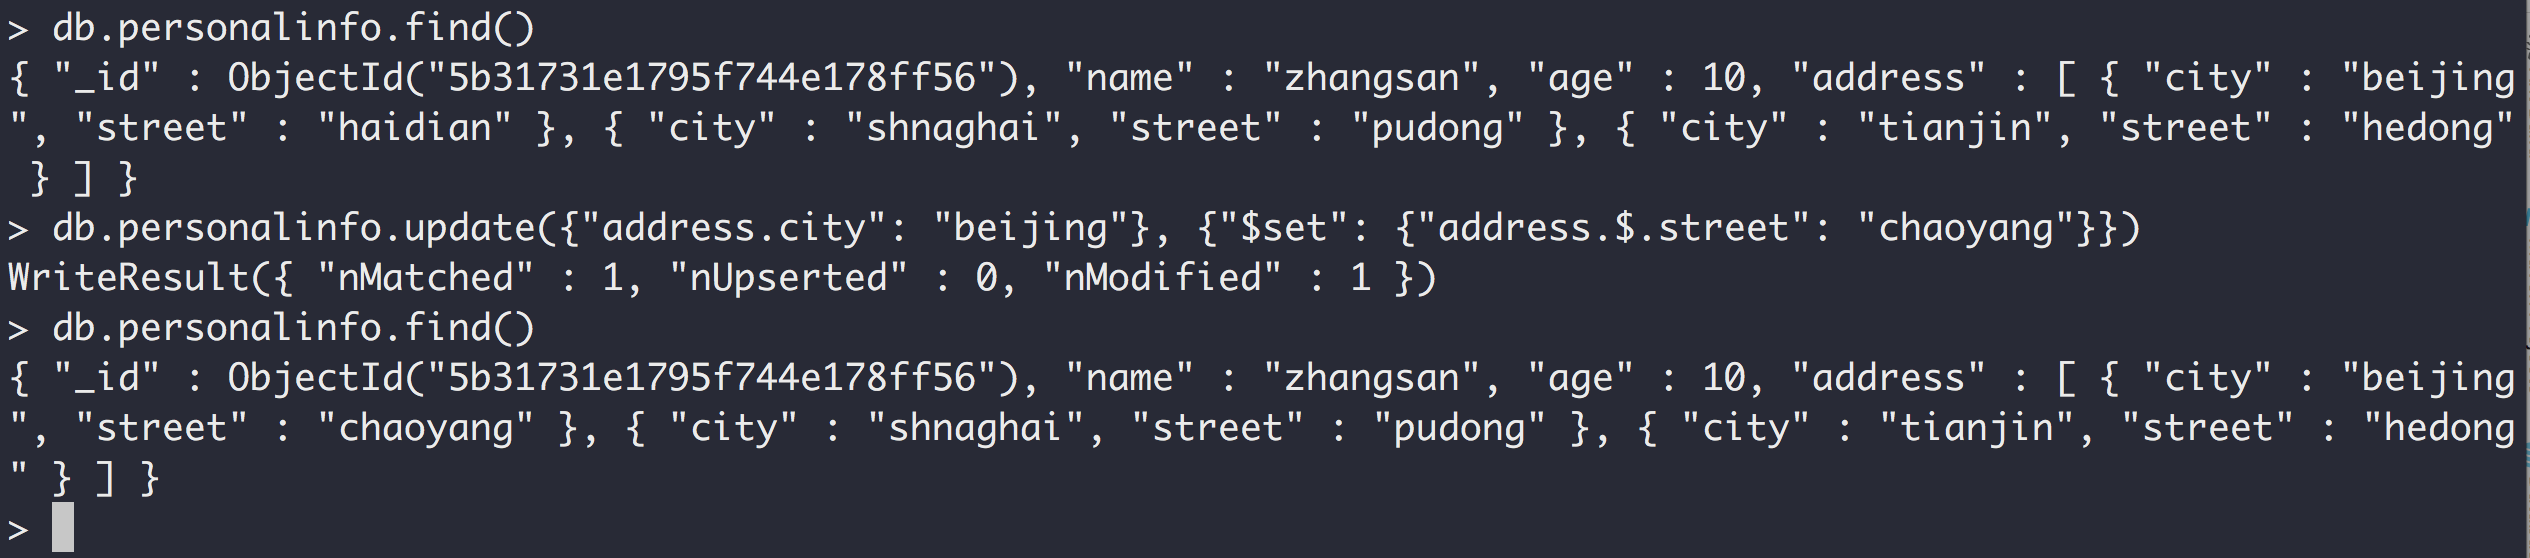 > db.personalinfo.find()
{ "_id" : ObjectId("5b31731e1795f744e178ff56"), "name" : "zhangsan", "age" : 10, "address" : [ { "city" : "beijing
", "street" : "haidian" }, { "city" : "shnaghai", "street" : "pudong" }, { "city" : "tianjin", "street" : "hedong"
 } ] }
> db.personalinfo.update({"address.city": "beijing"}, {"$set": {"address.$.street": "chaoyang"}})
WriteResult({ "nMatched" : 1, "nUpserted" : 0, "nModified" : 1 })
> db.personalinfo.find()
{ "_id" : ObjectId("5b31731e1795f744e178ff56"), "name" : "zhangsan", "age" : 10, "address" : [ { "city" : "beijing
", "street" : "chaoyang" }, { "city" : "shnaghai", "street" : "pudong" }, { "city" : "tianjin", "street" : "hedong
" } ] }
>